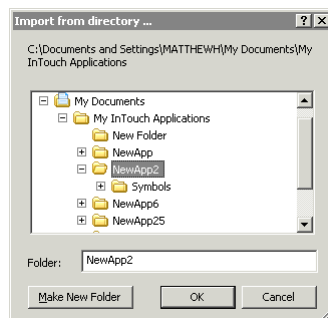 Import from directory ...
C:\Documents and Settings\MATTHEWH\My Documents\My
InTouch Applications
My Documents
My InTouch Applications
New Folder
NewApp
NewApp2
Symbols
NewApp6
NewApp25
Folder:
NewApp2
Make New Folder
OK
Cancel